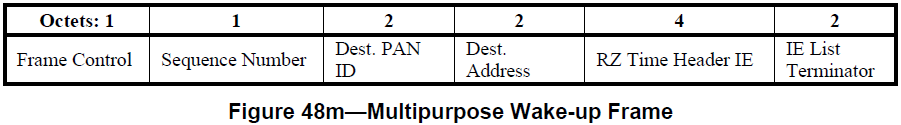 Octets: 1 1 2 2 4 2
Frame Control Sequence Number Dest. PAN ID Dest. Address RZ Time Header IE IE List Terminator
Figure 48m—Multipurpose Wake-up Frame